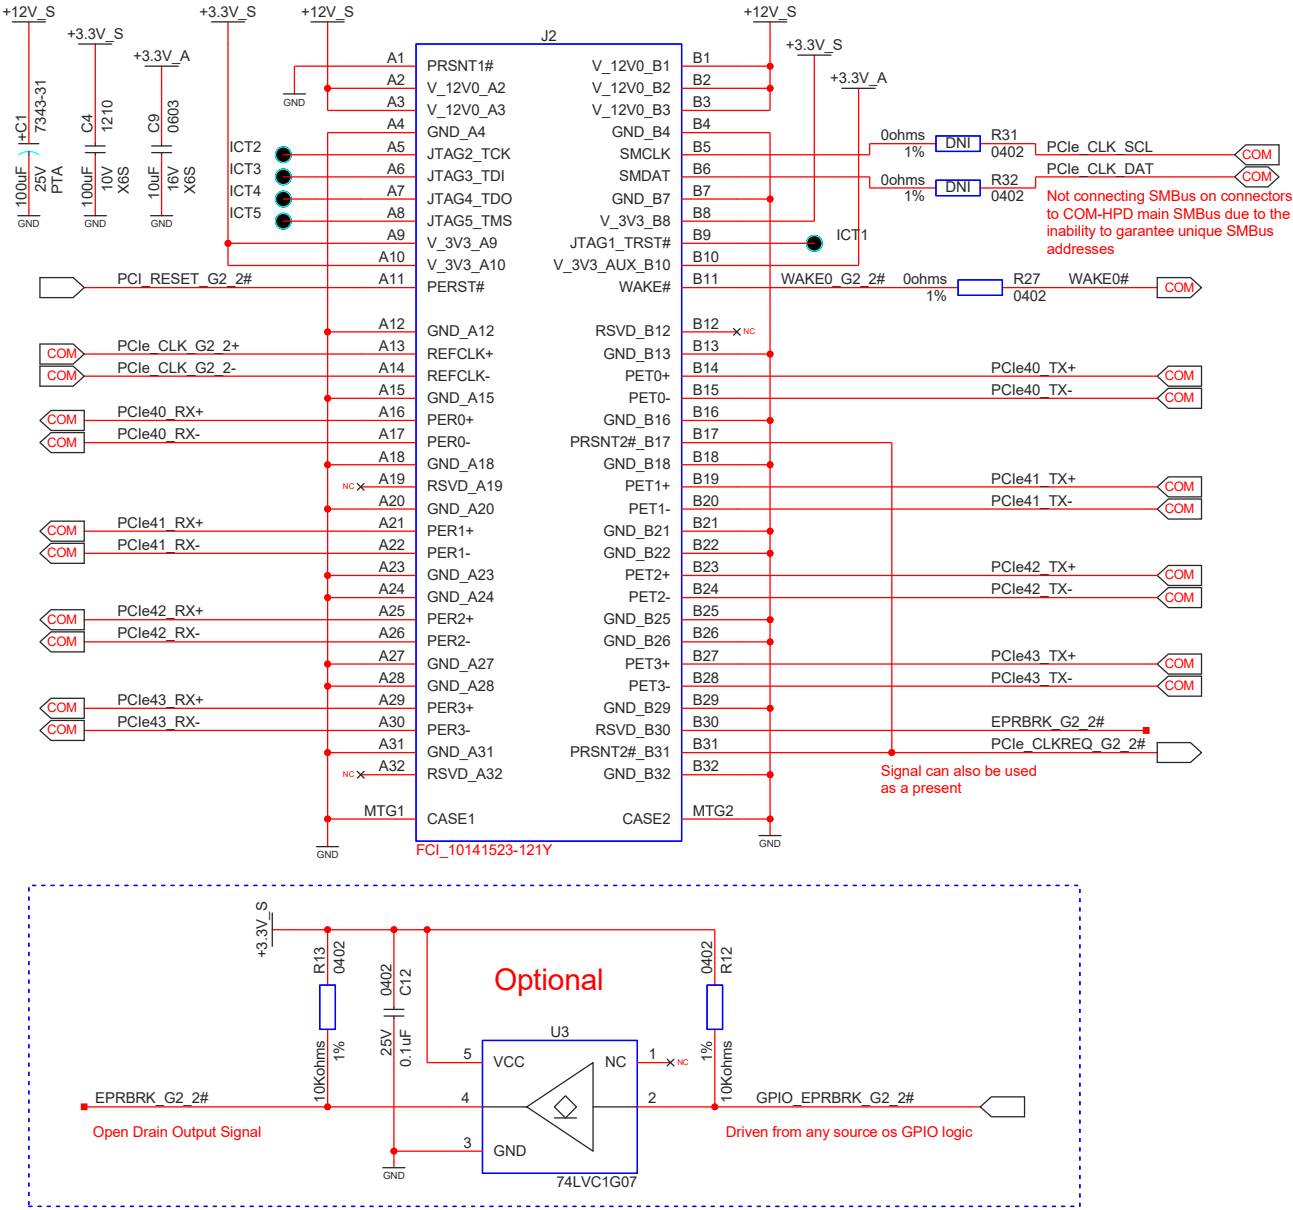 +12V_S
+3.3V_S
+12V_S
+12V_S
+3.3V_S
+3.3V_A
+3.3V_S
+3.3V_A
+C1
7343-31
100uF
25V
PTA
GND
C4
1210
100uF
10V
X6S
GND
C9
0603
10uF
16V
X6S
GND
GND
J2
A1 PRSNT1# V_12V0_B1 B1
A2 V_12V0_A2 V_12V0_B2 B2
A3 V_12V0_A3 V_12V0_B3 B3
A4 GND_A4 GND_B4 B4
ICT2 A5 JTAG2_TCK SMCLK B5 0ohms 1% DNI R31 0402 PCIe_CLK_SCL COM
ICT3 A6 JTAG3_TDI SMDAT B6 0ohms 1% DNI R32 0402 PCIe_CLK_DAT COM
ICT4 A7 JTAG4_TDO GND_B7 B7
ICT5 A8 JTAG5_TMS V_3V3_B8 B8
Not connecting SMBus on connectors
to COM-HPD main SMBus due to the
inability to garantee unique SMBus
addresses
A9 V_3V3_A9 JTAG1_TRST# B9 ICT1
A10 V_3V3_A10 V_3V3_AUX_B10 B10
PCI_RESET_G2_2# A11 PERST# WAKE# B11 WAKE0_G2_2# 0ohms 1% R27 0402 WAKE0# COM
A12 GND_A12 RSVD_B12 B12 NC
COM PCIe_CLK_G2_2+ A13 REFCLK+ GND_B13 B13
COM PCIe_CLK_G2_2- A14 REFCLK- PET0+ B14 PCIe40_TX+ COM
A15 GND_A15 PET0- B15 PCIe40_TX- COM
COM PCIe40_RX+ A16 PER0+ GND_B16 B16
COM PCIe40_RX- A17 PER0- PRSNT2#_B17 B17
A18 GND_A18 GND_B18 B18
NC A19 RSVD_A19 PET1+ B19 PCIe41_TX+ COM
A20 GND_A20 PET1- B20 PCIe41_TX- COM
COM PCIe41_RX+ A21 PER1+ GND_B21 B21
COM PCIe41_RX- A22 PER1- GND_B22 B22
A23 GND_A23 PET2+ B23 PCIe42_TX+ COM
A24 GND_A24 PET2- B24 PCIe42_TX- COM
COM PCIe42_RX+ A25 PER2+ GND_B25 B25
COM PCIe42_RX- A26 PER2- GND_B26 B26
A27 GND_A27 PET3+ B27 PCIe43_TX+ COM
A28 GND_A28 PET3- B28 PCIe43_TX- COM
COM PCIe43_RX+ A29 PER3+ GND_B29 B29
COM PCIe43_RX- A30 PER3- RSVD_B30 B30 EPRBRK_G2_2#
A31 GND_A31 PRSNT2#_B31 B31 PCIe_CLKREQ_G2_2#
NC A32 RSVD_A32 GND_B32 B32
Signal can also be used
as a present
MTG1 CASE1 CASE2 MTG2
GND
GND
FCI_10141523-121Y
+3.3V_S
R13
0402
10Kohms
1%
0402
C12
25V
0.1uF
Optional
0402
R12
1%
10Kohms
U3
5 VCC NC 1 NC
EPRBRK_G2_2# 4 2 GPIO_EPRBRK_G2_2#
Open Drain Output Signal
Driven from any source os GPIO logic
3 GND
GND
74LVC1G07